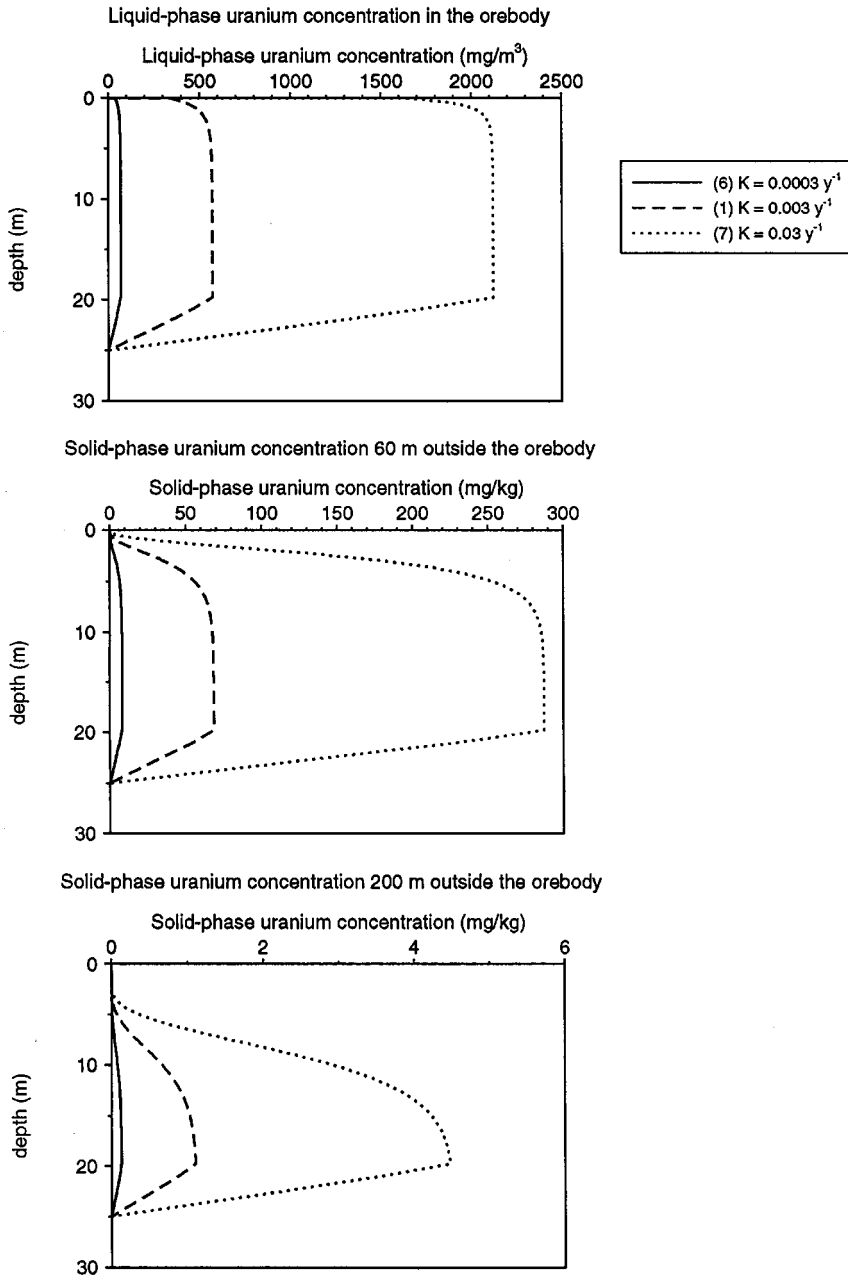 Liquid-phase uranium concentration in the orebody
Liquid-phase uranium concentration (mg/m³)
0 500 1000 1500 2000 2500
0
10
20
30
depth (m)
(6) K = 0.0003 y⁻¹
(1) K = 0.003 y⁻¹
(7) K = 0.03 y⁻¹
Solid-phase uranium concentration 60 m outside the orebody
Solid-phase uranium concentration (mg/kg)
0 50 100 150 200 250 300
0
10
20
30
depth (m)
Solid-phase uranium concentration 200 m outside the orebody
Solid-phase uranium concentration (mg/kg)
0 2 4 6
0
10
20
30
depth (m)